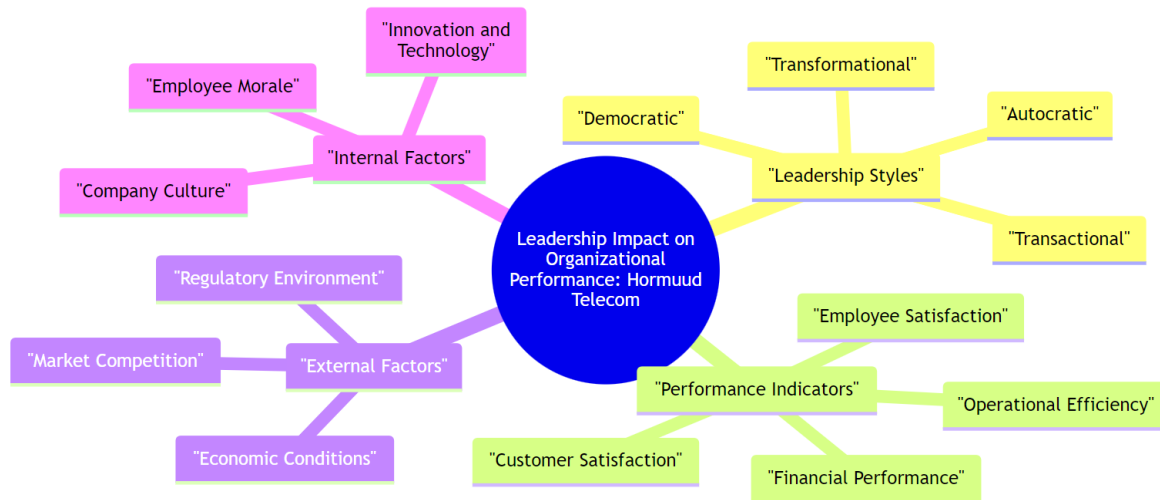 "Innovation and
Technology"
"Employee Morale"
"Internal Factors"
"Company Culture"
"Transformational"
"Democratic"
"Autocratic"
"Leadership Styles"
"Transactional"
Leadership Impact on
Organizational
Performance: Hormuud
Telecom
"Regulatory Environment"
"Market Competition"
"External Factors"
"Economic Conditions"
"Employee Satisfaction"
"Performance Indicators"
"Operational Efficiency"
"Customer Satisfaction"
"Financial Performance"